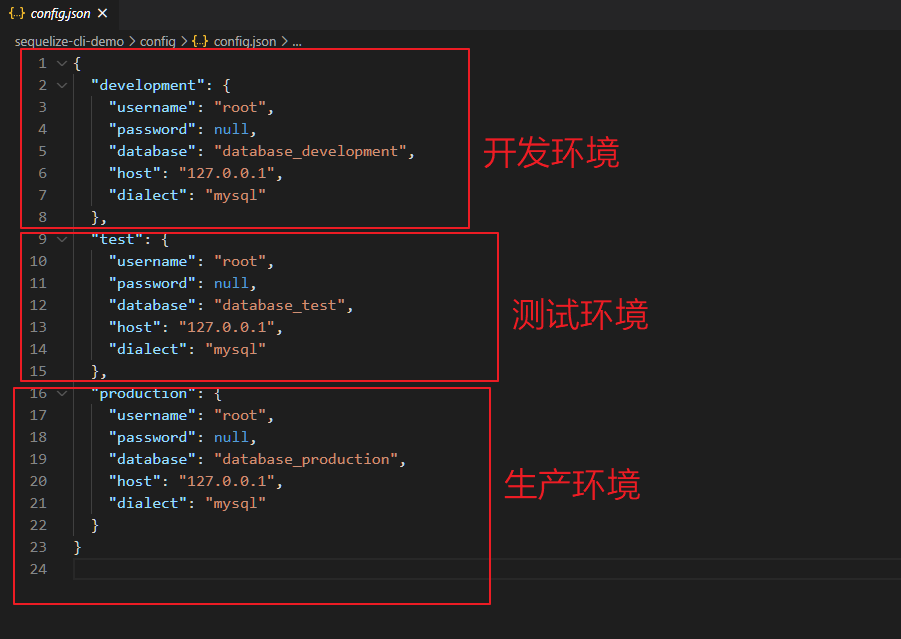 {..} config.json ×
sequelize-cli-demo > config > {..} config.json > ...
1 {
2 "development": {
3 "username": "root",
4 "password": null,
5 "database": "database_development",
6 "host": "127.0.0.1",
7 "dialect": "mysql"
8 },
开发环境
9 "test": {
10 "username": "root",
11 "password": null,
12 "database": "database_test",
13 "host": "127.0.0.1",
14 "dialect": "mysql"
15 },
测试环境
16 "production": {
17 "username": "root",
18 "password": null,
19 "database": "database_production",
20 "host": "127.0.0.1",
21 "dialect": "mysql"
22 }
23 }
24
生产环境